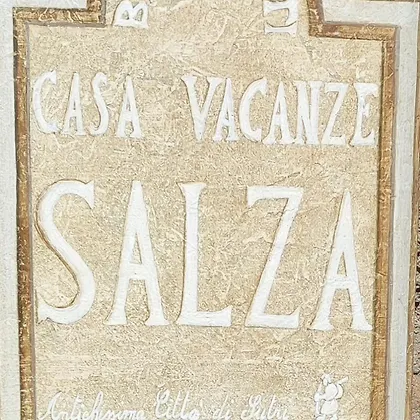 CASA VACANZE
SALZA
Antichissima Città di Sutri